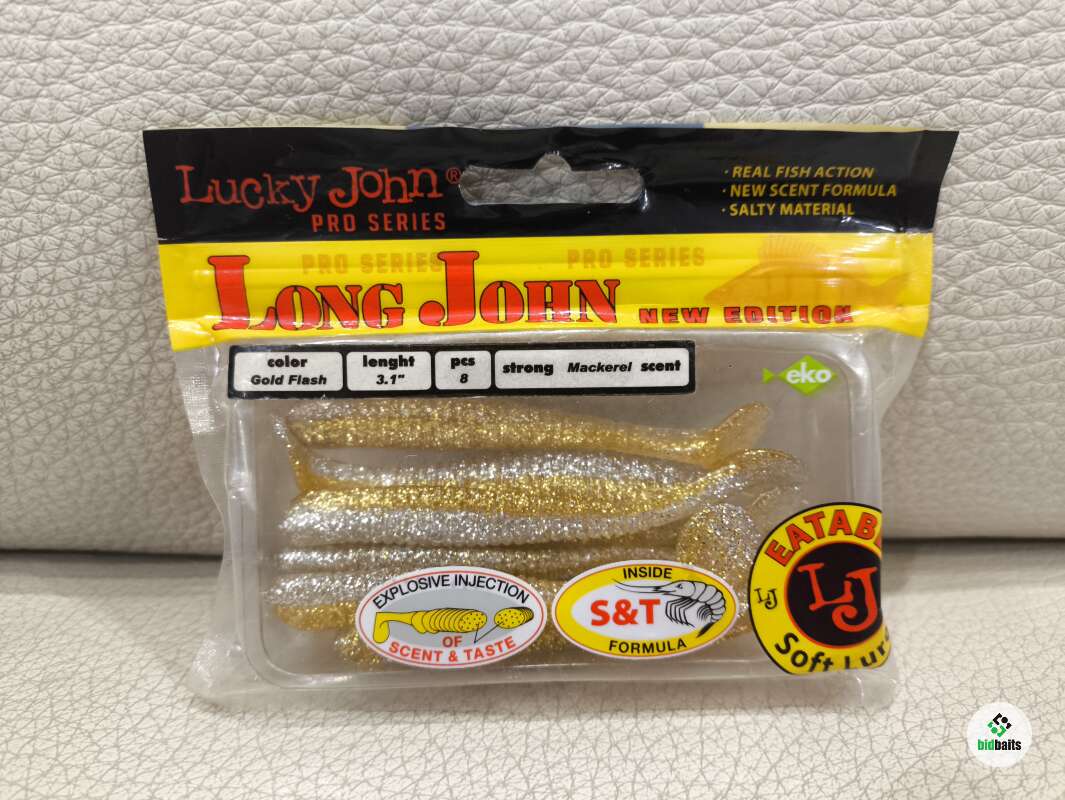 Lucky John®
PRO SERIES
· REAL FISH ACTION
· NEW SCENT FORMULA
· SALTY MATERIAL
PRO SERIES PRO SERIES
LONG JOHN NEW EDITION
color
Gold Flash
lenght
3.1"
pcs
8
strong Mackerel scent
eko
EXPLOSIVE INJECTION
OF
SCENT & TASTE
INSIDE
S&T
FORMULA
EATAB
LJ
LJ
Soft Lur
bidbaits